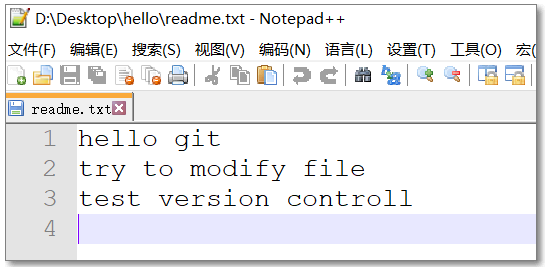 D:\Desktop\hello\readme.txt - Notepad++
文件(F) 编辑(E) 搜索(S) 视图(V) 编码(N) 语言(L) 设置(T) 工具(O) 宏(
readme.txt
1 hello git
2 try to modify file
3 test version controll
4